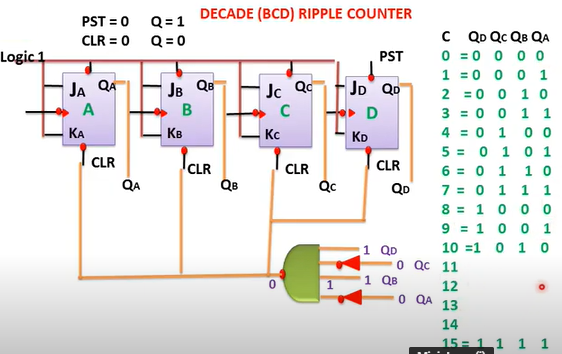 DECADE (BCD) RIPPLE COUNTER
PST = 0 Q = 1
CLR = 0 Q = 0
Logic 1
PST
JA QA
A
KA
CLR
QA
JB QB
B
KB
CLR
QB
JC QC
C
KC
CLR
QC
JD QD
D
KD
CLR
QD
1 QD
0 QC
1 QB
0 QA
0
1
C QD QC QB QA
0 = 0 0 0 0
1 = 0 0 0 1
2 = 0 0 1 0
3 = 0 0 1 1
4 = 0 1 0 0
5 = 0 1 0 1
6 = 0 1 1 0
7 = 0 1 1 1
8 = 1 0 0 0
9 = 1 0 0 1
10 =1 0 1 0
11
12
13
14
15 = 1 1 1 1